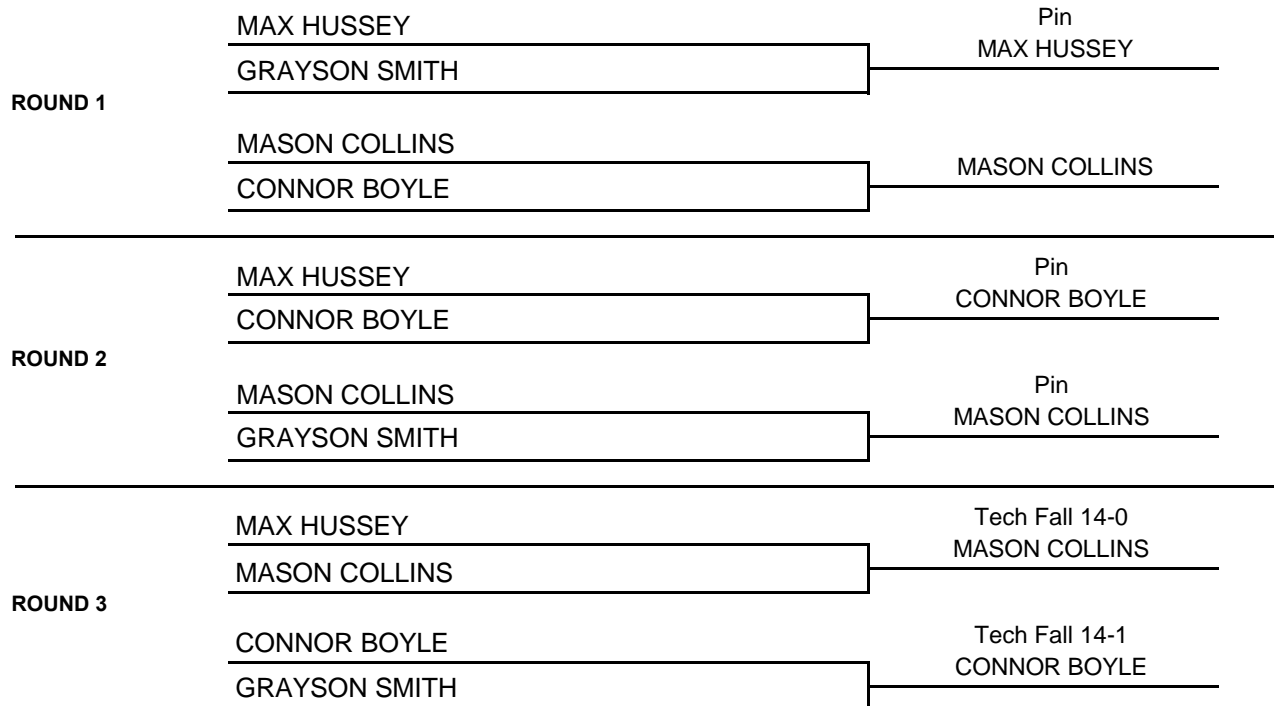 MAX HUSSEY
Pin
MAX HUSSEY
GRAYSON SMITH
ROUND 1
MASON COLLINS
MASON COLLINS
CONNOR BOYLE
MAX HUSSEY
Pin
CONNOR BOYLE
CONNOR BOYLE
ROUND 2
MASON COLLINS
Pin
MASON COLLINS
GRAYSON SMITH
MAX HUSSEY
Tech Fall 14-0
MASON COLLINS
MASON COLLINS
ROUND 3
CONNOR BOYLE
Tech Fall 14-1
CONNOR BOYLE
GRAYSON SMITH